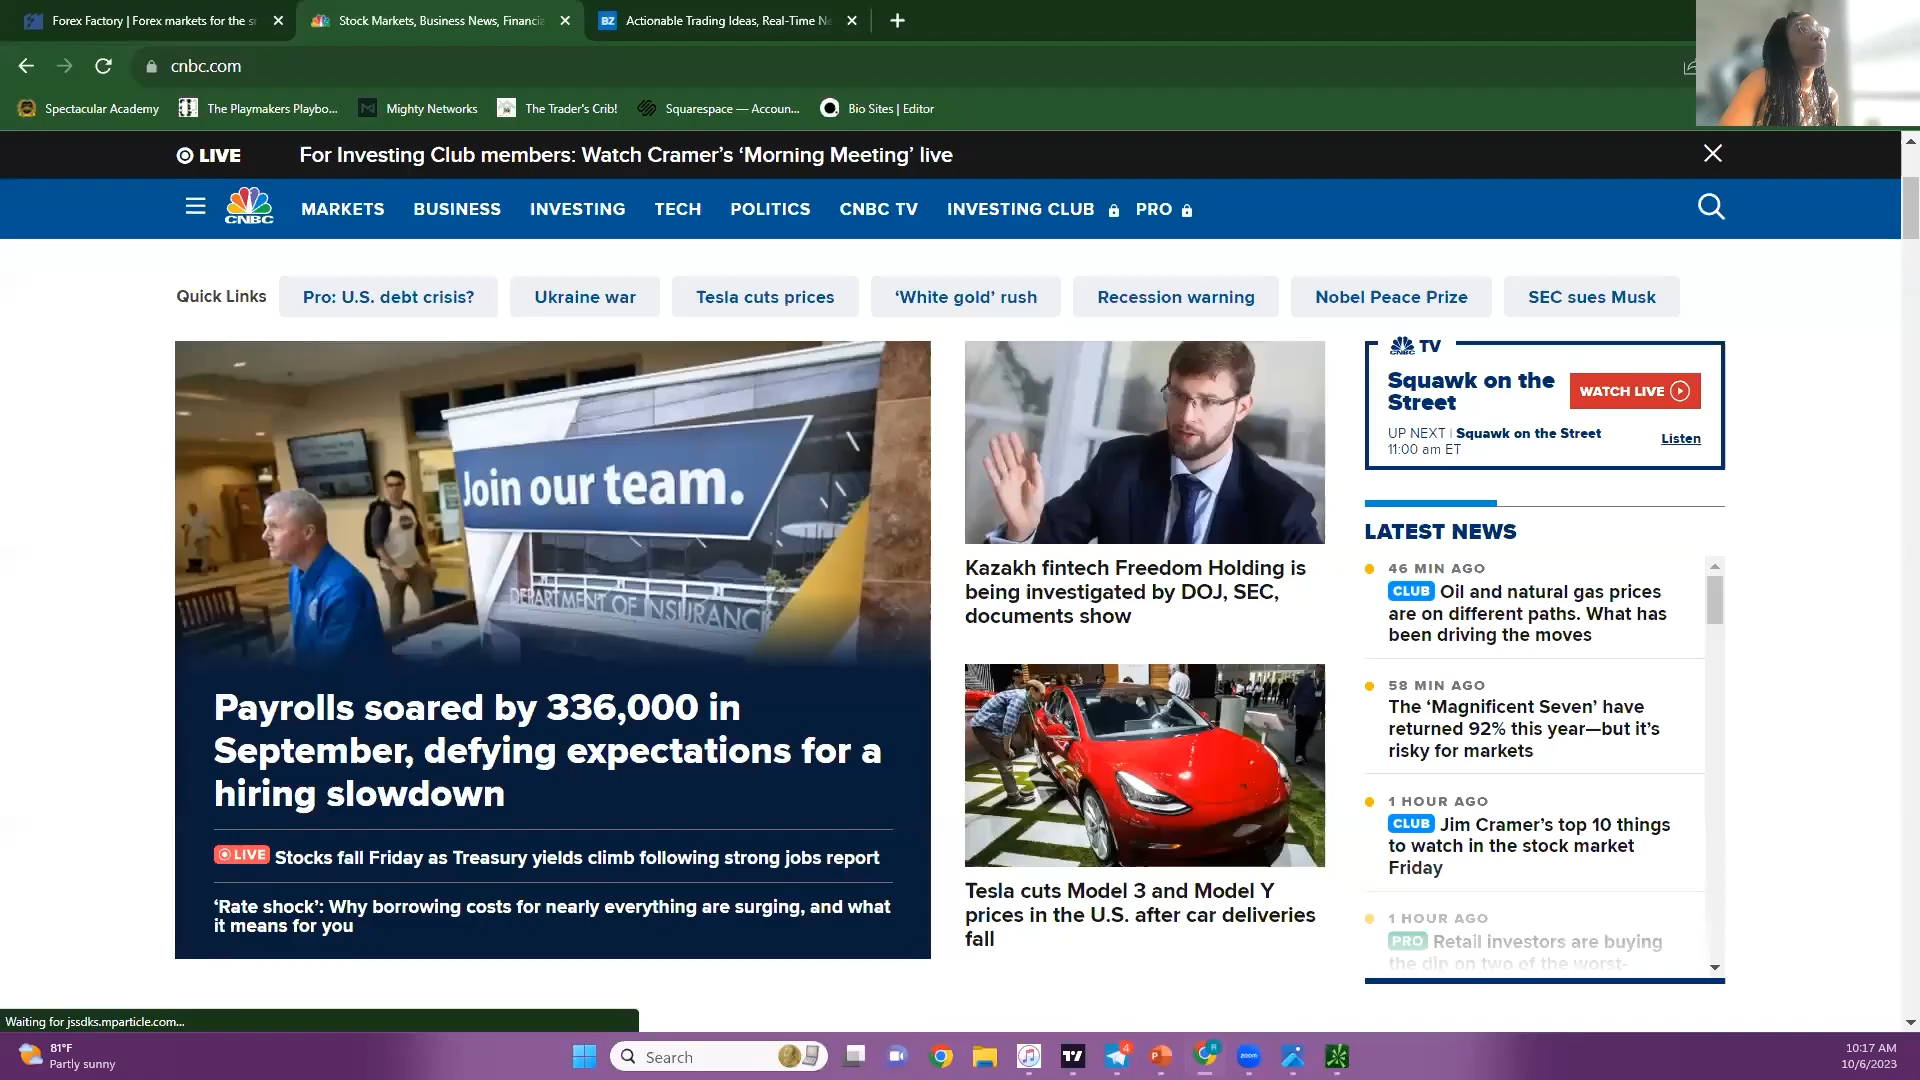 Forex Factory | Forex markets for the s
Stock Markets, Business News, Financia
BZ
Actionable Trading Ideas, Real-Time Ne
cnbc.com
Spectacular Academy
The Playmakers Playbo...
Mighty Networks
The Trader's Crib!
Squarespace — Accoun...
Bio Sites | Editor
LIVE
For Investing Club members: Watch Cramer's ‘Morning Meeting’ live
CNBC
MARKETS
BUSINESS
INVESTING
TECH
POLITICS
CNBC TV
INVESTING CLUB
PRO
Quick Links
Pro: U.S. debt crisis?
Ukraine war
Tesla cuts prices
‘White gold’ rush
Recession warning
Nobel Peace Prize
SEC sues Musk
Join our team.
DEPARTMENT OF INSURANC
Payrolls soared by 336,000 in
September, defying expectations for a
hiring slowdown
LIVE Stocks fall Friday as Treasury yields climb following strong jobs report
‘Rate shock’: Why borrowing costs for nearly everything are surging, and what
it means for you
Kazakh fintech Freedom Holding is
being investigated by DOJ, SEC,
documents show
Tesla cuts Model 3 and Model Y
prices in the U.S. after car deliveries
fall
CNBC TV
Squawk on the
Street
WATCH LIVE
UP NEXT | Squawk on the Street
11:00 am ET
Listen
LATEST NEWS
46 MIN AGO
CLUB Oil and natural gas prices
are on different paths. What has
been driving the moves
58 MIN AGO
The ‘Magnificent Seven’ have
returned 92% this year—but it’s
risky for markets
1 HOUR AGO
CLUB Jim Cramer’s top 10 things
to watch in the stock market
Friday
1 HOUR AGO
PRO Retail investors are buying
the dip on two of the worst-
Waiting for jssdks.mparticle.com...
81°F
Partly sunny
Search
4
zoom
10:17 AM
10/6/2023